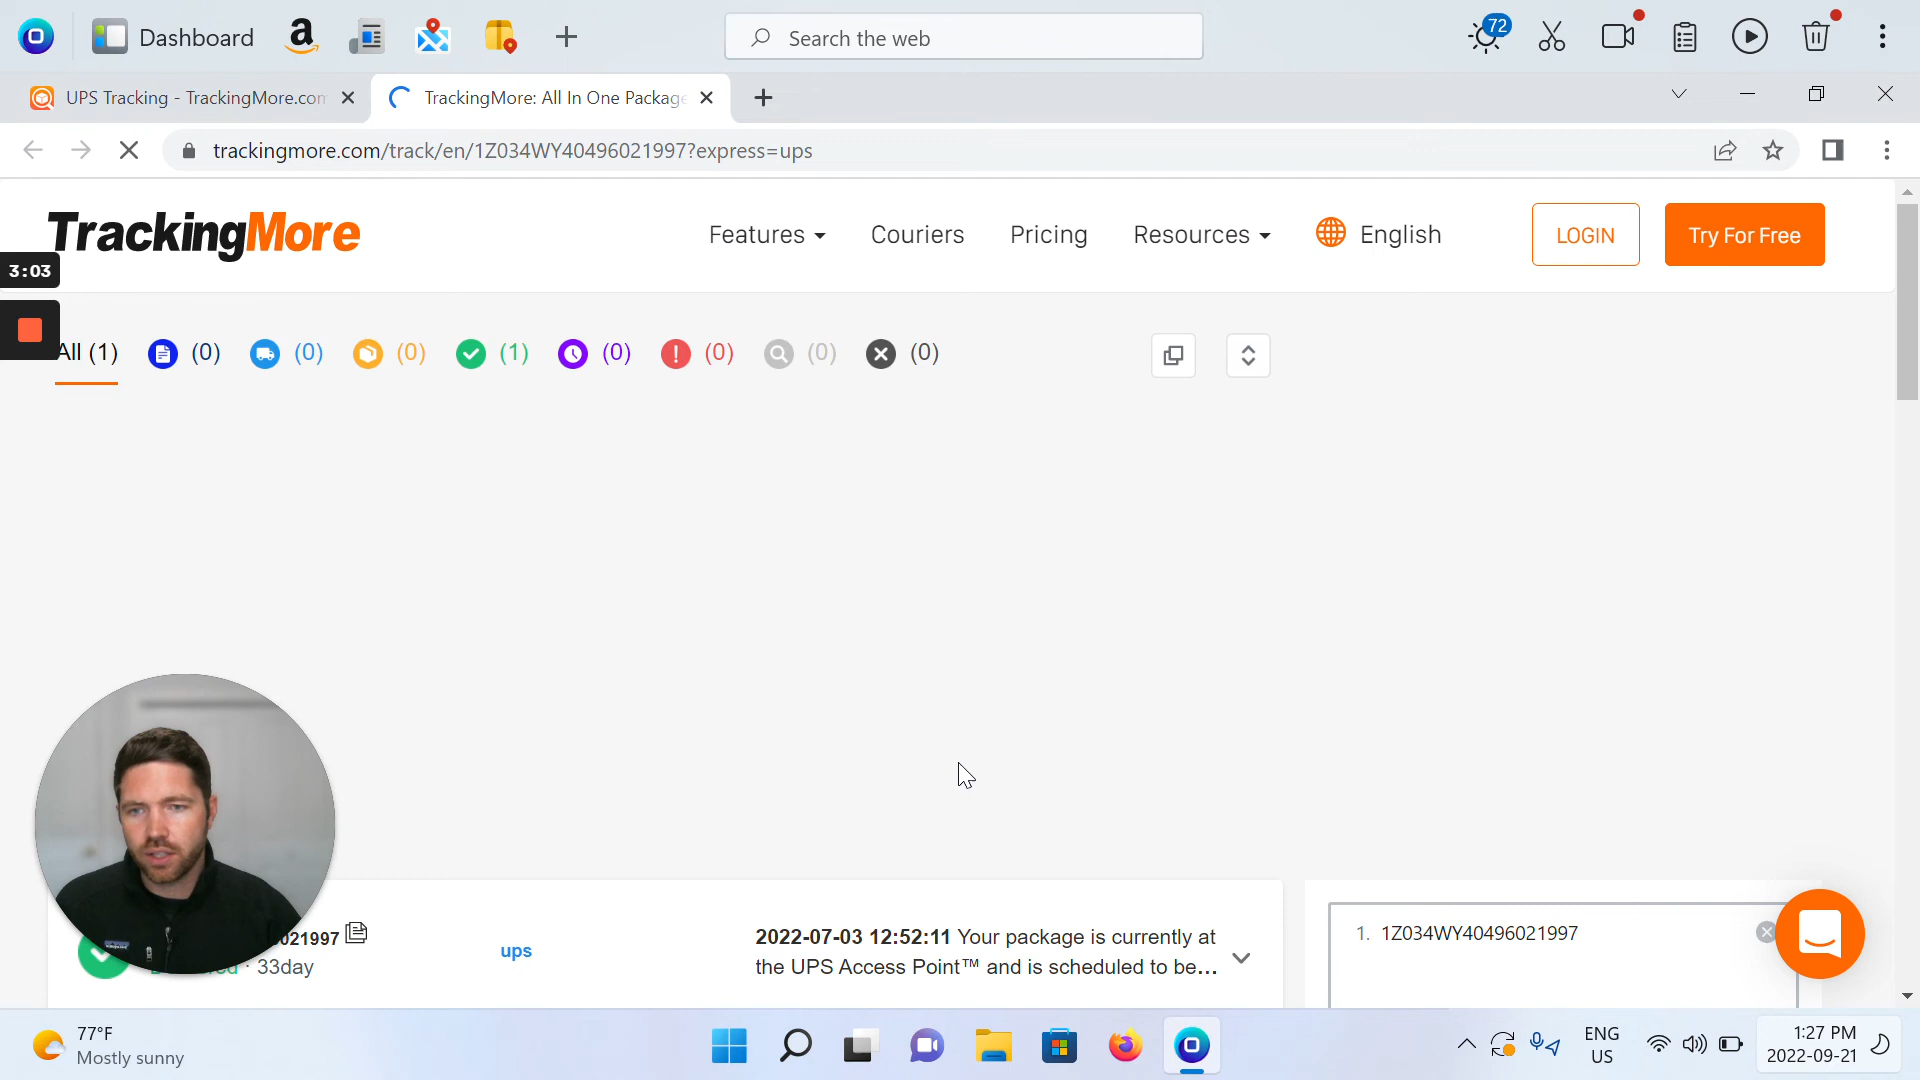 Dashboard
Search the web
72
UPS Tracking - TrackingMore.com
TrackingMore: All In One Package
trackingmore.com/track/en/1Z034WY40496021997?express=ups
TrackingMore
Features
Couriers
Pricing
Resources
English
LOGIN
Try For Free
3:03
All (1)
(0)
(0)
(0)
(1)
(0)
(0)
(0)
(0)
021997
33day
ups
2022-07-03 12:52:11 Your package is currently at
the UPS Access Point™ and is scheduled to be...
1. 1Z034WY40496021997
77°F
Mostly sunny
ENG
US
1:27 PM
2022-09-21